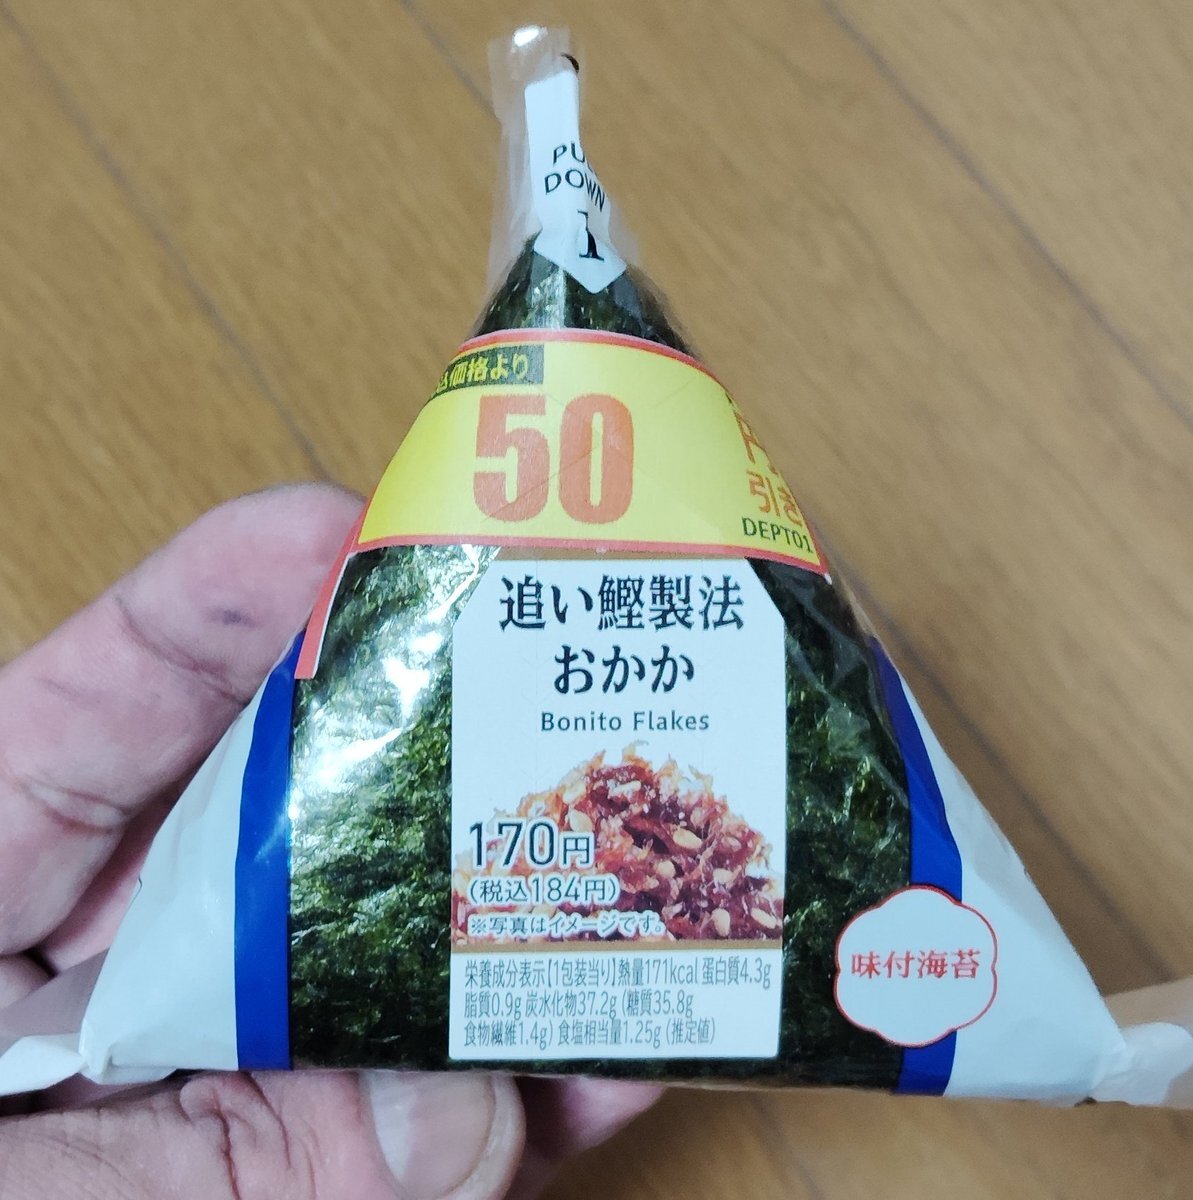 DOWN
1
込価格より
50
円
引き
DEPT01
追い鰹製法
おかか
Bonito Flakes
170円
(税込184円)
※写真はイメージです。
栄養成分表示【1包装当り】熱量171kcal 蛋白質4.3g
脂質0.9g 炭水化物37.2g (糖質35.8g
食物繊維1.4g) 食塩相当量1.25g (推定値)
味付海苔